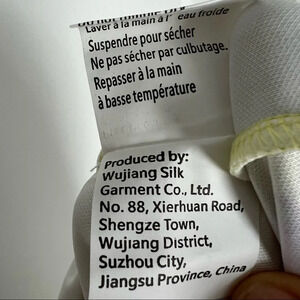 Laver à la main à l' eau froide
Suspendre pour sécher
Ne pas sécher par culbutage.
Repasser à la main
à basse température
Produced by:
Wujiang Silk
Garment Co., Ltd.
No. 88, Xierhuan Road,
Shengze Town,
Wujiang District,
Suzhou City,
Jiangsu Province, China